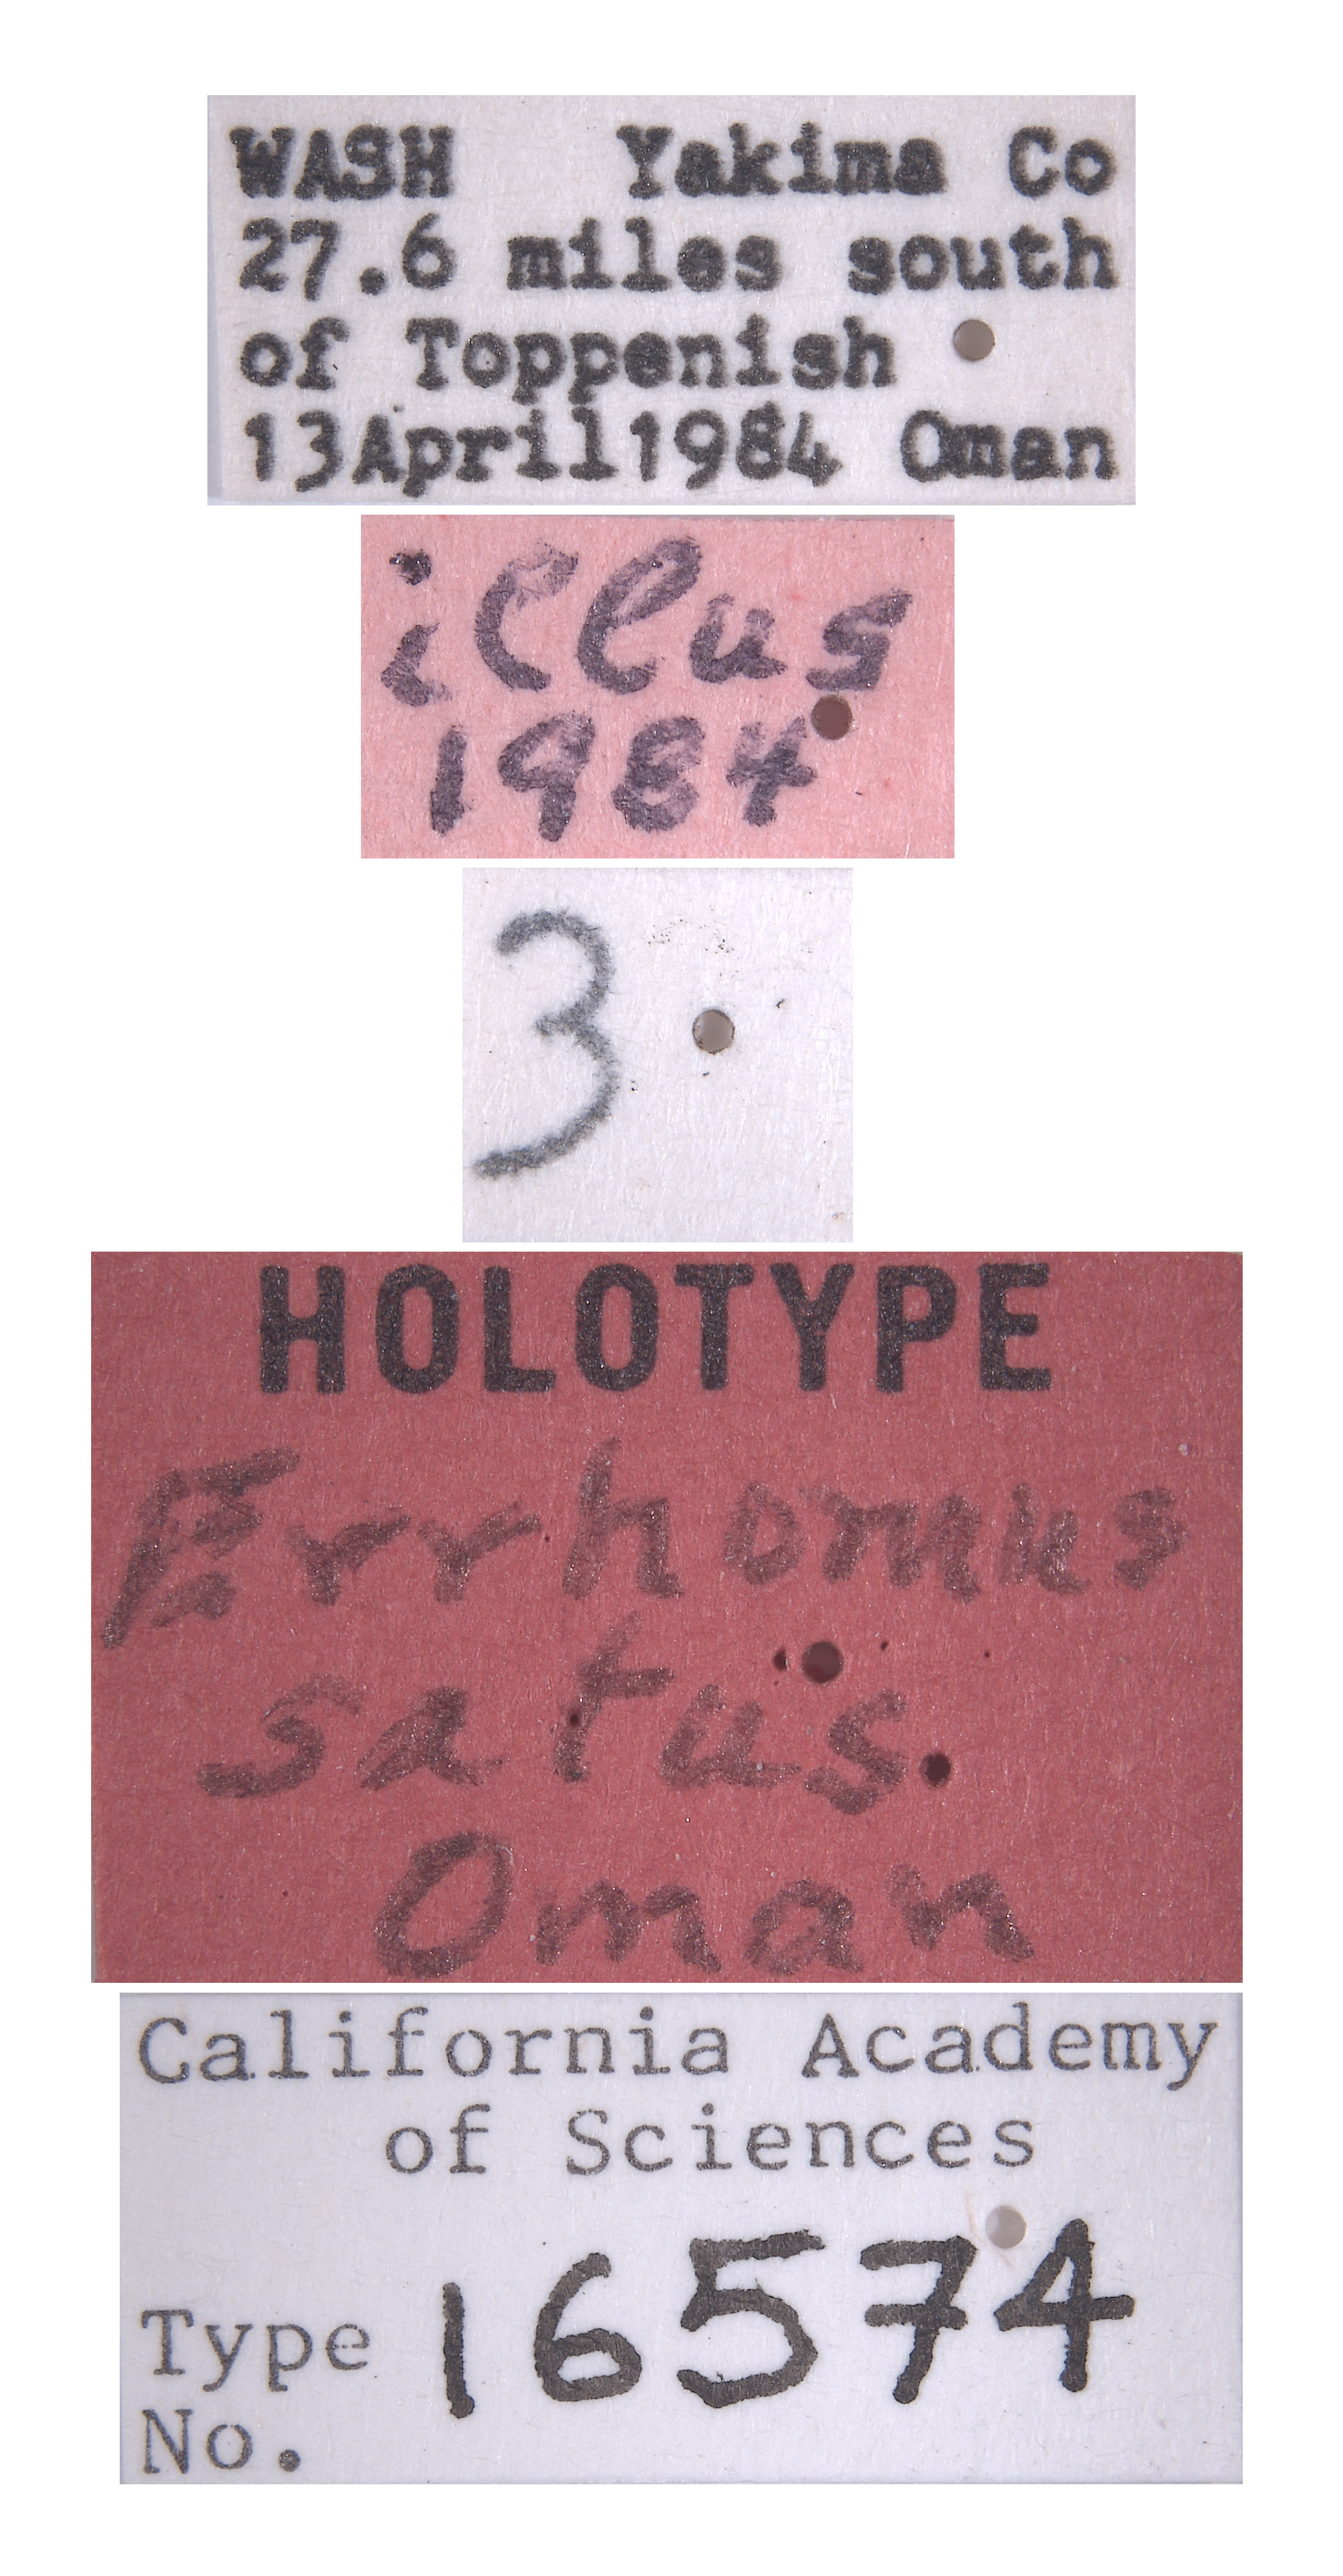 WASH Yakima Co
27.6 miles south
of Toppenish
13April1984 Oman
illus
1984
3
HOLOTYPE
Errhomus
satus
Oman
California Academy
of Sciences
Type 16574
No.